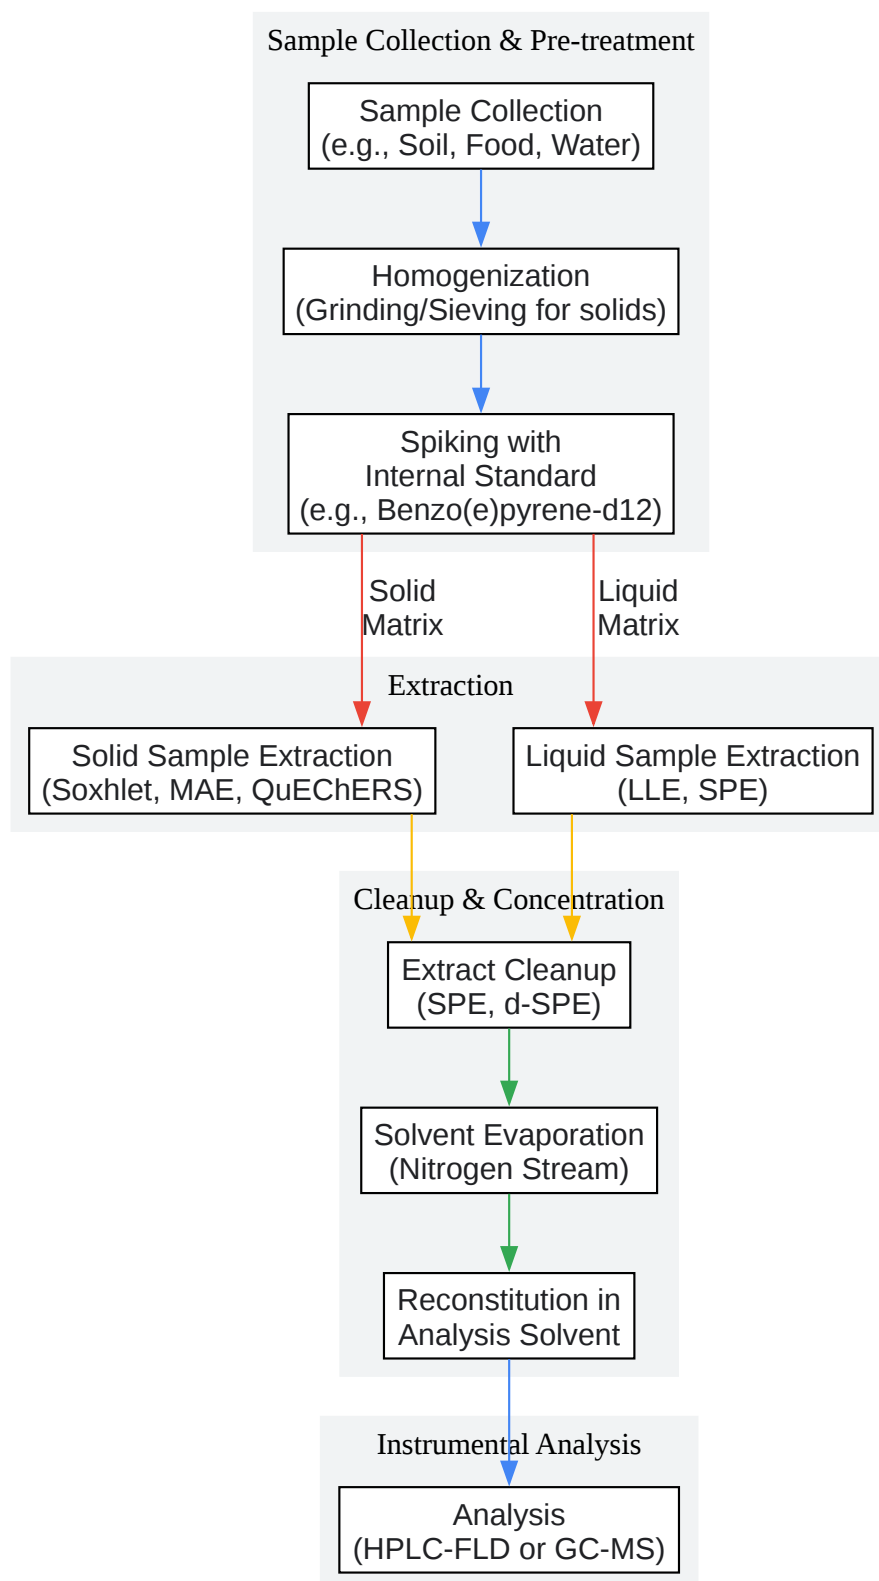 Sample Collection & Pre-treatment
Sample Collection
(e.g., Soil, Food, Water)
Homogenization
(Grinding/Sieving for solids)
Spiking with
Internal Standard
(e.g., Benzo(e)pyrene-d12)
Solid
Matrix
Liquid
Matrix
Extraction
Solid Sample Extraction
(Soxhlet, MAE, QuEChERS)
Liquid Sample Extraction
(LLE, SPE)
Cleanup & Concentration
Extract Cleanup
(SPE, d-SPE)
Solvent Evaporation
(Nitrogen Stream)
Reconstitution in
Analysis Solvent
Instrumental Analysis
Analysis
(HPLC-FLD or GC-MS)